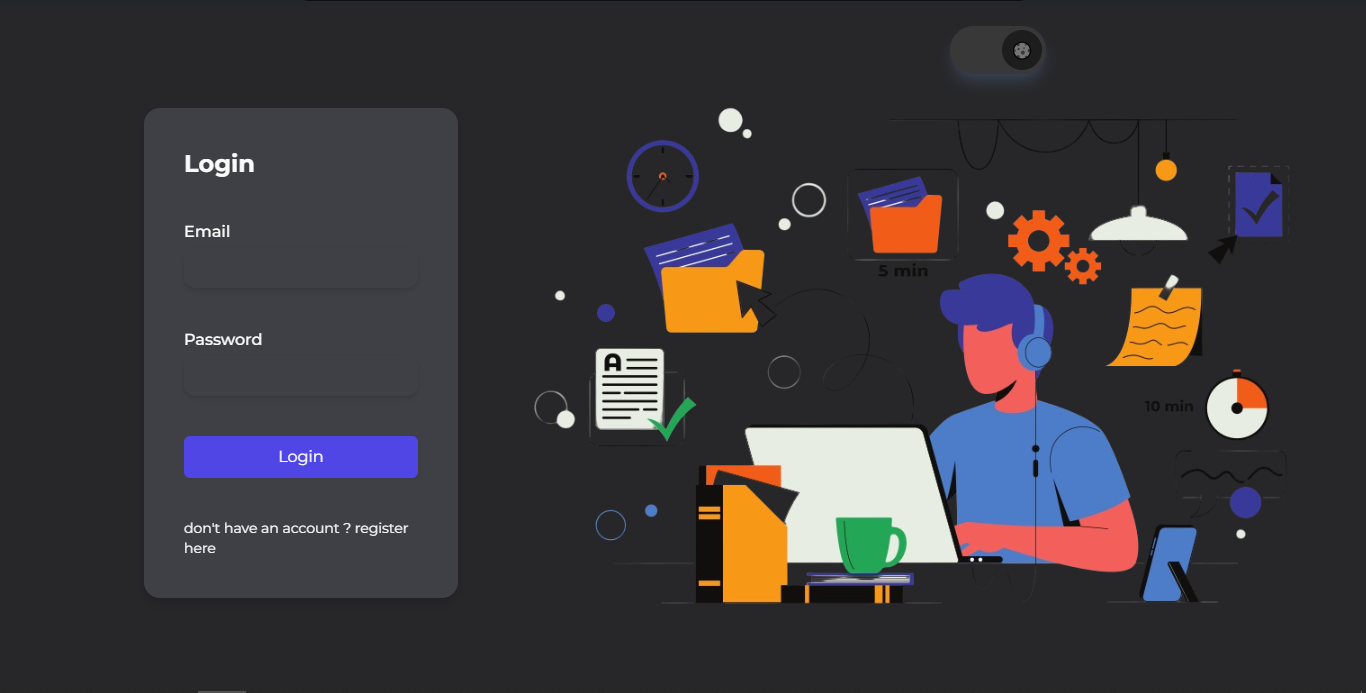 Login
Email
Password
Login
don't have an account ? register
here
5 min
A
10 min